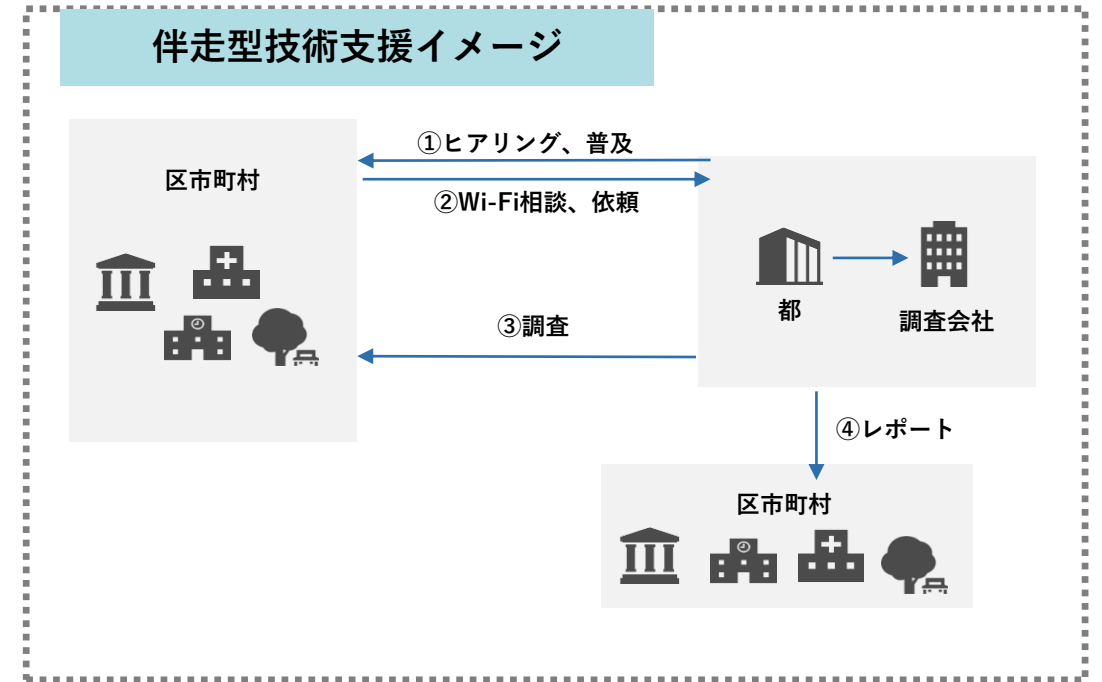 伴走型技術支援イメージ
①ヒアリング、普及
区市町村
②Wi-Fi相談、依頼
都
調査会社
③調査
④レポート
区市町村